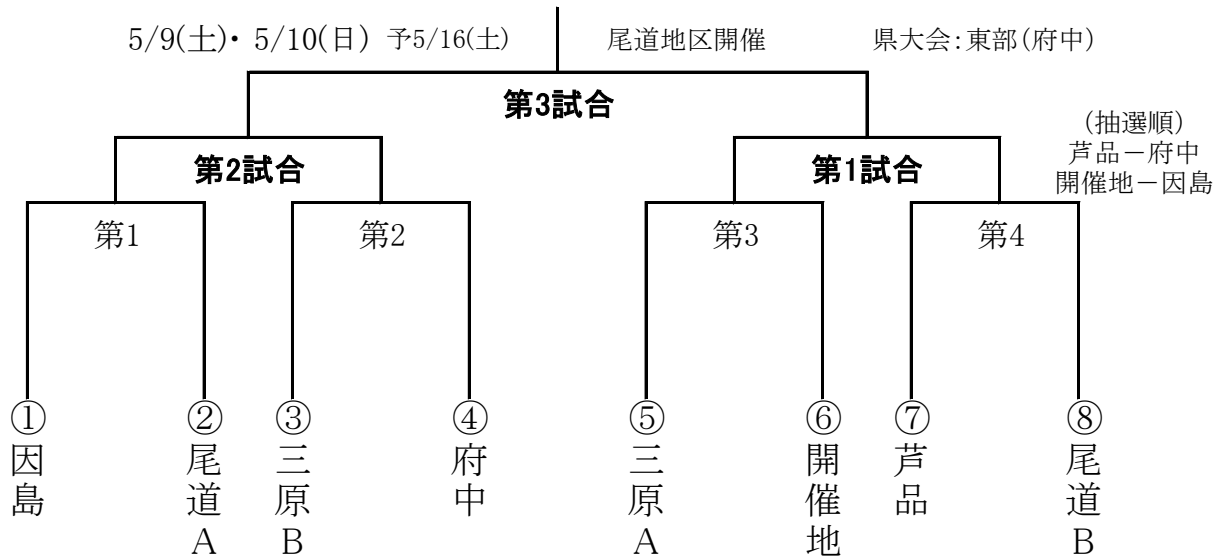 5/9(土)・ 5/10(日) 予5/16(土) 尾道地区開催 県大会:東部(府中)
第3試合
(抽選順)
芦品－府中
開催地－因島
第2試合 第1試合
第1 第2 第3 第4
① ② ③ ④ ⑤ ⑥ ⑦ ⑧
因島
尾道A
三原B
府中
三原A
開催地
芦品
尾道B